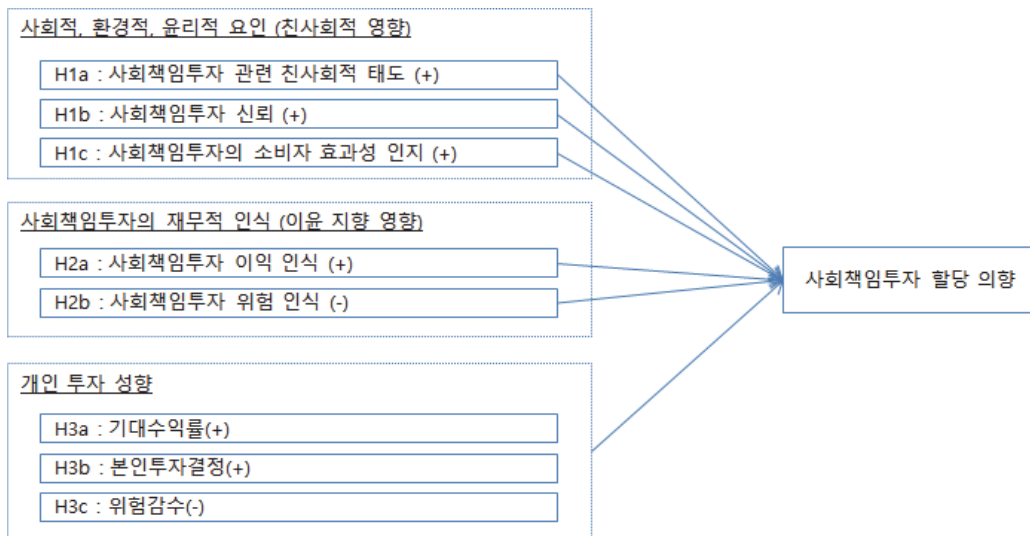 사회적, 환경적, 윤리적 요인 (친사회적 영향)
H1a : 사회책임투자 관련 친사회적 태도 (+)
H1b : 사회책임투자 신뢰 (+)
H1c : 사회책임투자의 소비자 효과성 인지 (+)
사회책임투자의 재무적 인식 (이윤 지향 영향)
H2a : 사회책임투자 이익 인식 (+)
H2b : 사회책임투자 위험 인식 (-)
사회책임투자 할당 의향
개인 투자 성향
H3a : 기대수익률(+)
H3b : 본인투자결정(+)
H3c : 위험감수(-)